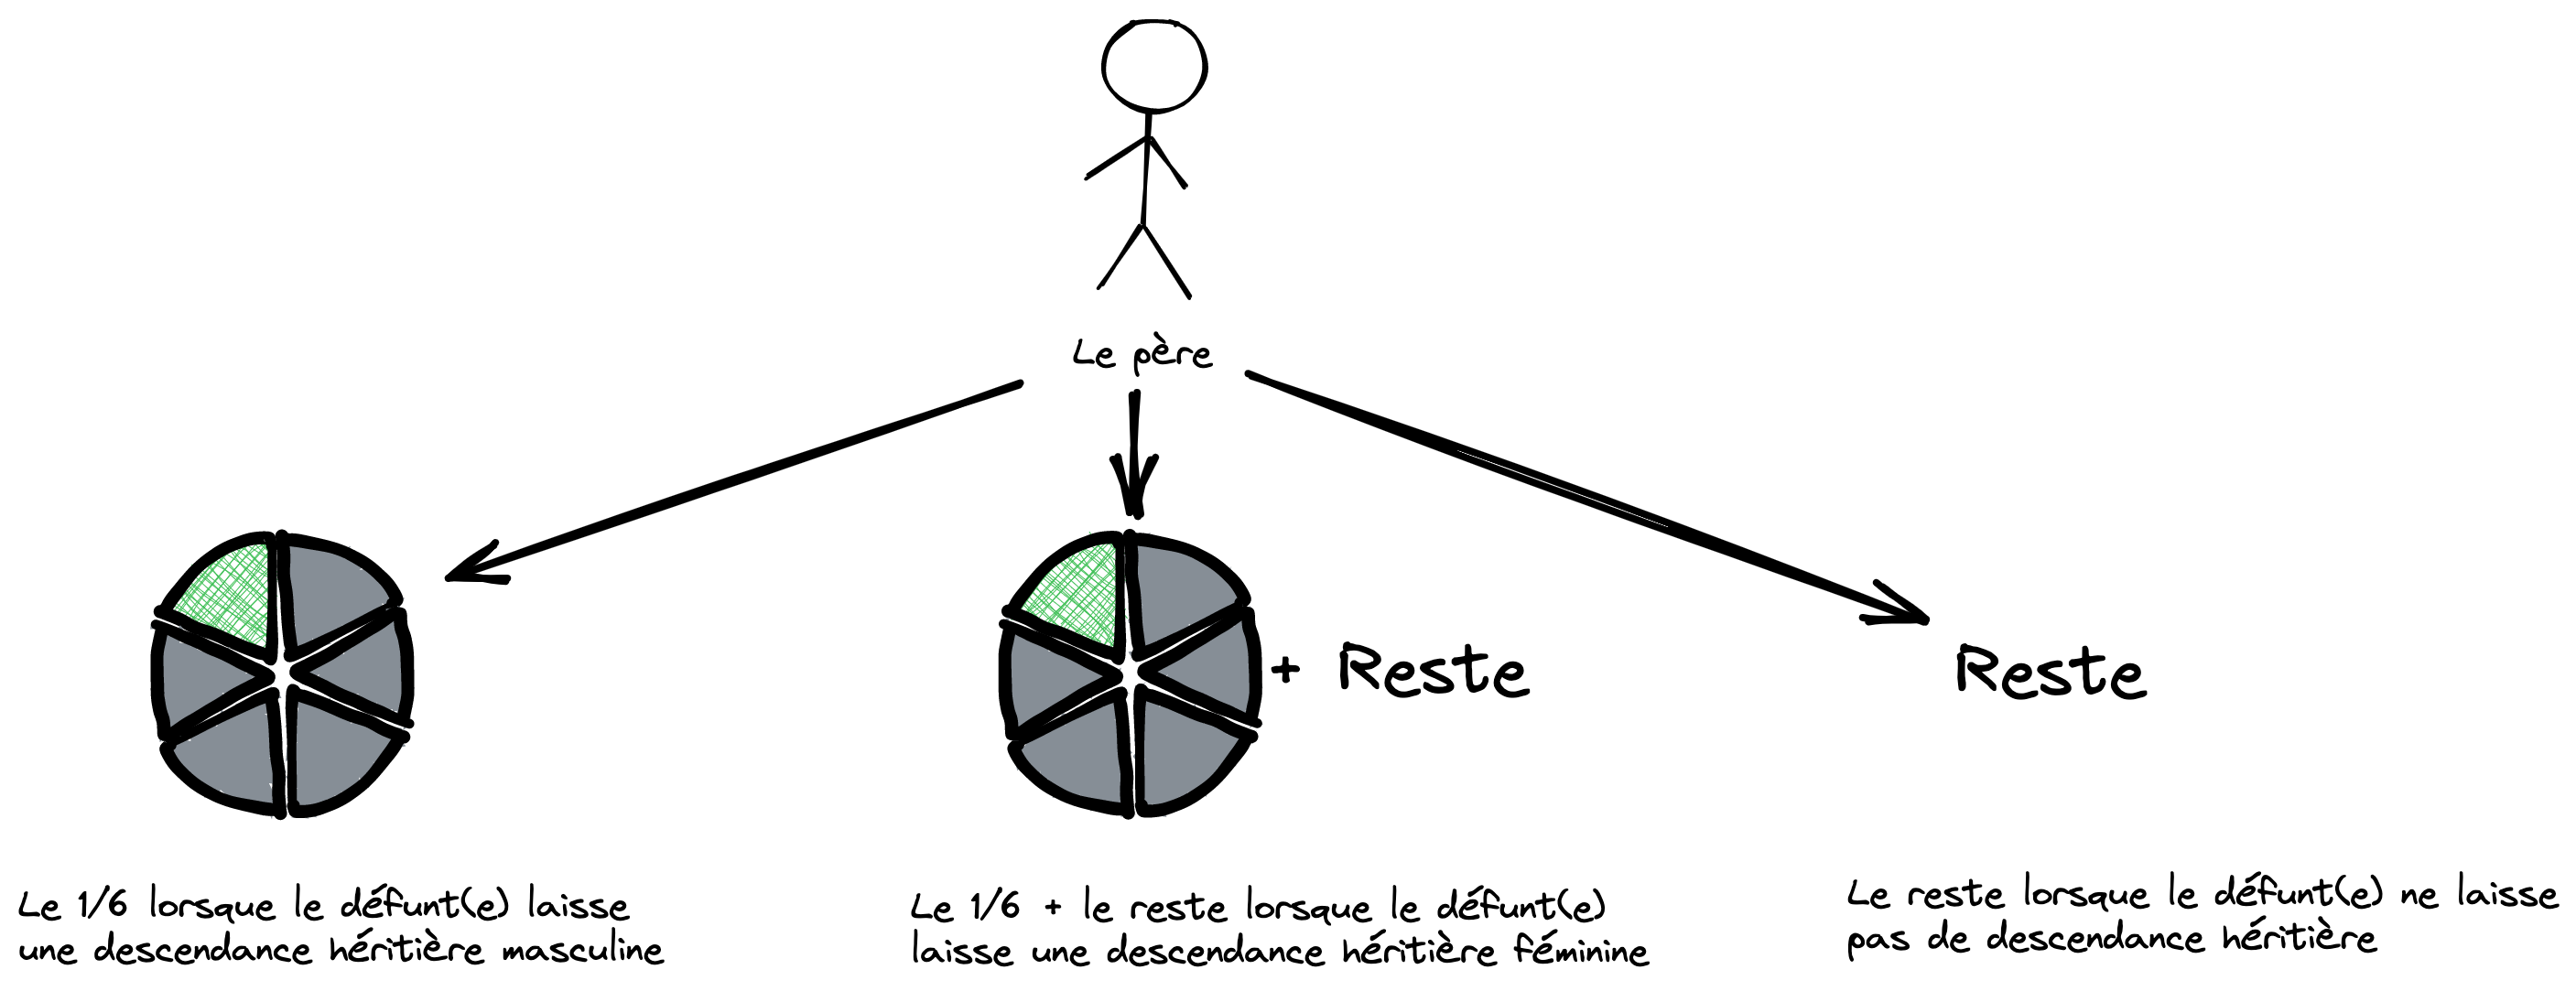 Le père
+ Reste
Reste
Le 1/6 lorsque le défunt(e) laisse
une descendance héritière masculine
Le 1/6 + le reste lorsque le défunt(e)
laisse une descendance héritière féminine
Le reste lorsque le défunt(e) ne laisse
pas de descendance héritière